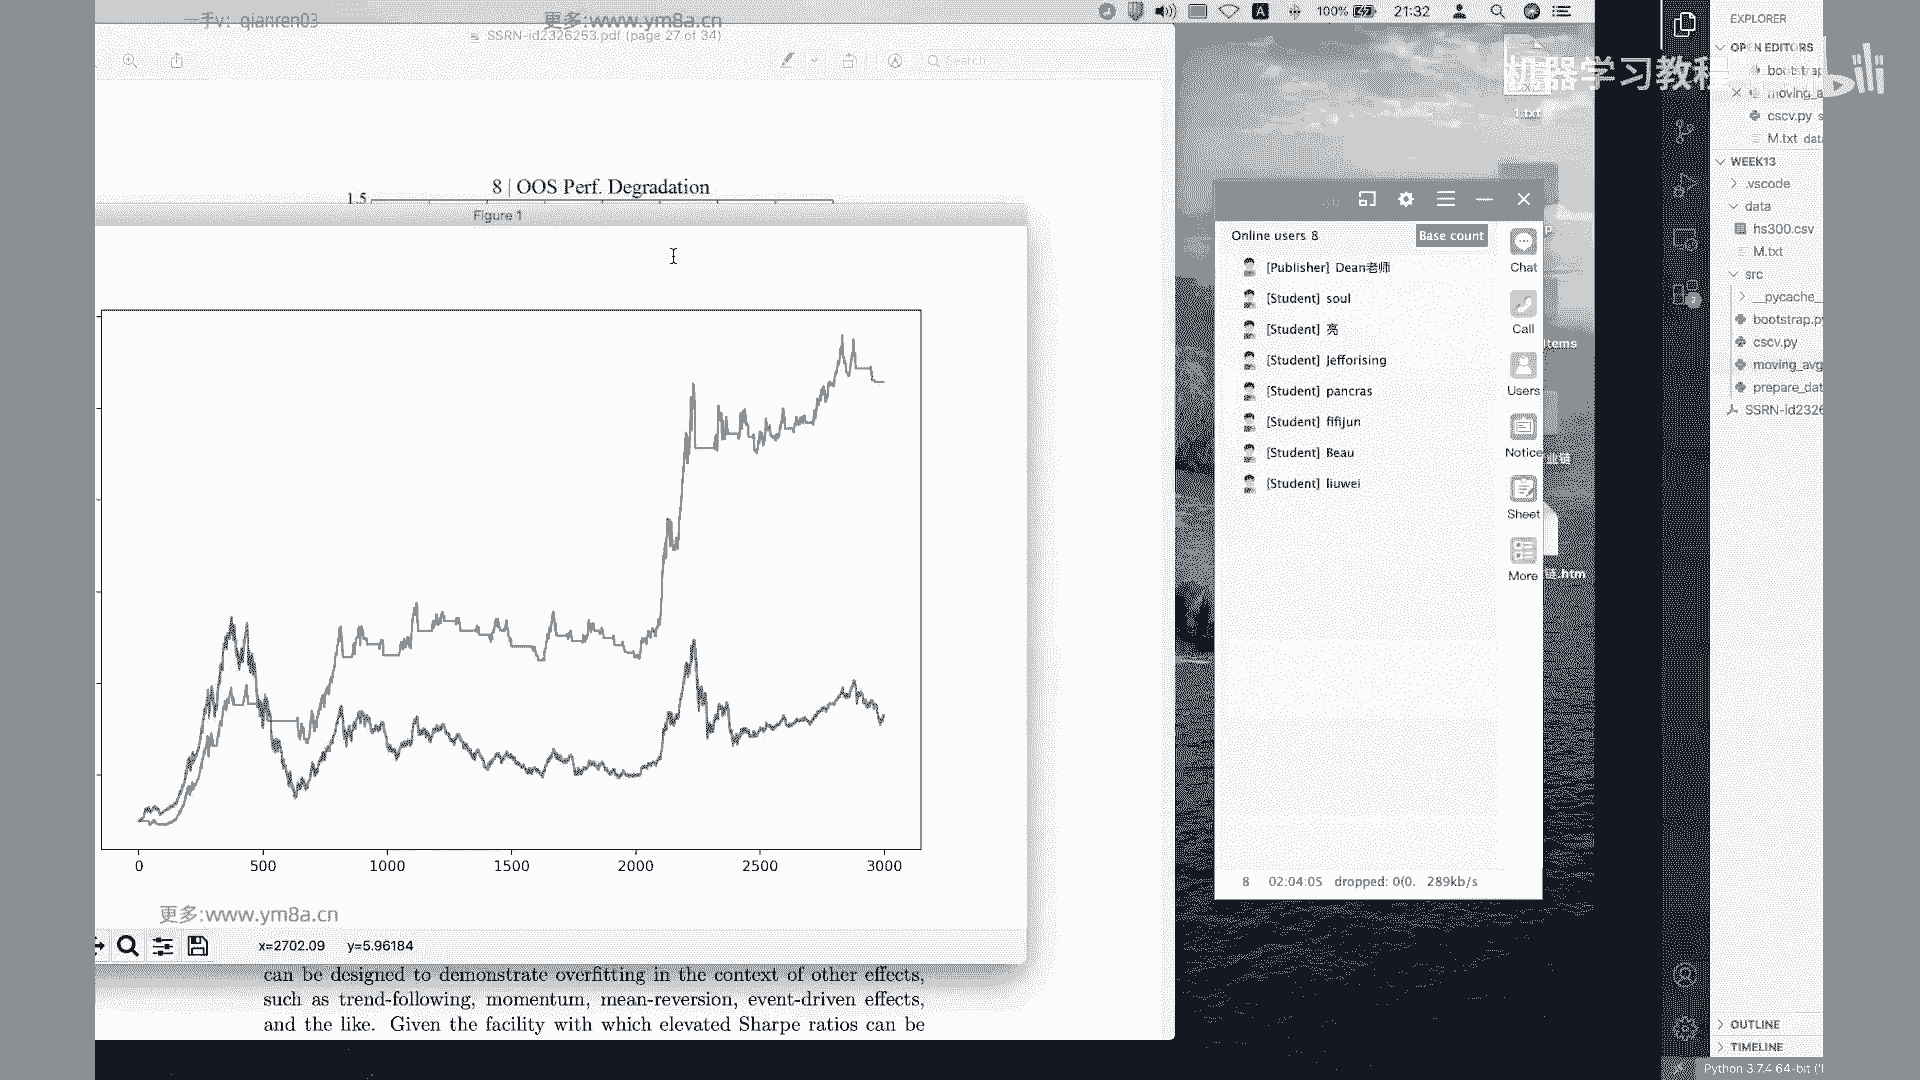 一手v：qianren03
更多:www.ym8a.cn
SSRN-id2326253.pdf (page 27 of 34)
Search
100%
A
21:32
8 | OOS Perf. Degradation
1.5
Figure 1
0
500
1000
1500
2000
2500
3000
更多:www.ym8a.cn
x=2702.09 y=5.96184
can be designed to demonstrate overfitting in the context of other effects,
such as trend-following, momentum, mean-reversion, event-driven effects,
and the like. Given the facility with which elevated Sharpe ratios can be
1.txt
Online users 8
Base count
[Publisher] Dean老师
[Student] soul
[Student] 亮
[Student] Jefforising
[Student] pancras
[Student] fifijun
[Student] Beau
[Student] liuwei
Chat
Call
Users
Notice
Sheet
More
8 02:04:05 dropped: 0(0. 289kb/s
items
业链
链.htm
机器学习教程
bili
EXPLORER
OPEN EDITORS
bootstrap
moving_a
cscv.py s
M.txt data
WEEK13
.vscode
data
hs300.csv
M.txt
src
__pycache__
bootstrap.py
cscv.py
moving_avg
prepare_dat
SSRN-id2326
2
OUTLINE
TIMELINE
Python 3.7.4 64-bit ('l